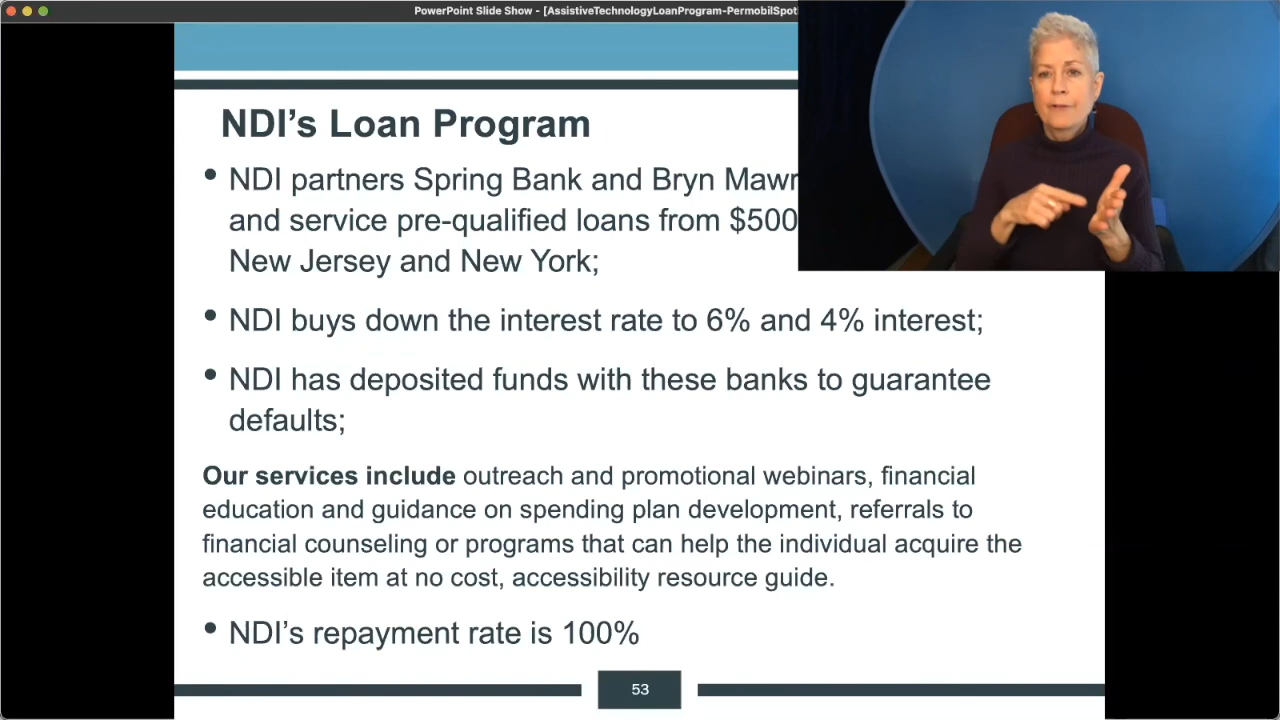 PowerPoint Slide Show - [AssistiveTechnologyLoanProgram-PermobilSpot
NDI’s Loan Program
• NDI partners Spring Bank and Bryn Mawr
and service pre-qualified loans from $500
New Jersey and New York;
• NDI buys down the interest rate to 6% and 4% interest;
• NDI has deposited funds with these banks to guarantee
defaults;
Our services include outreach and promotional webinars, financial
education and guidance on spending plan development, referrals to
financial counseling or programs that can help the individual acquire the
accessible item at no cost, accessibility resource guide.
• NDI’s repayment rate is 100%
53